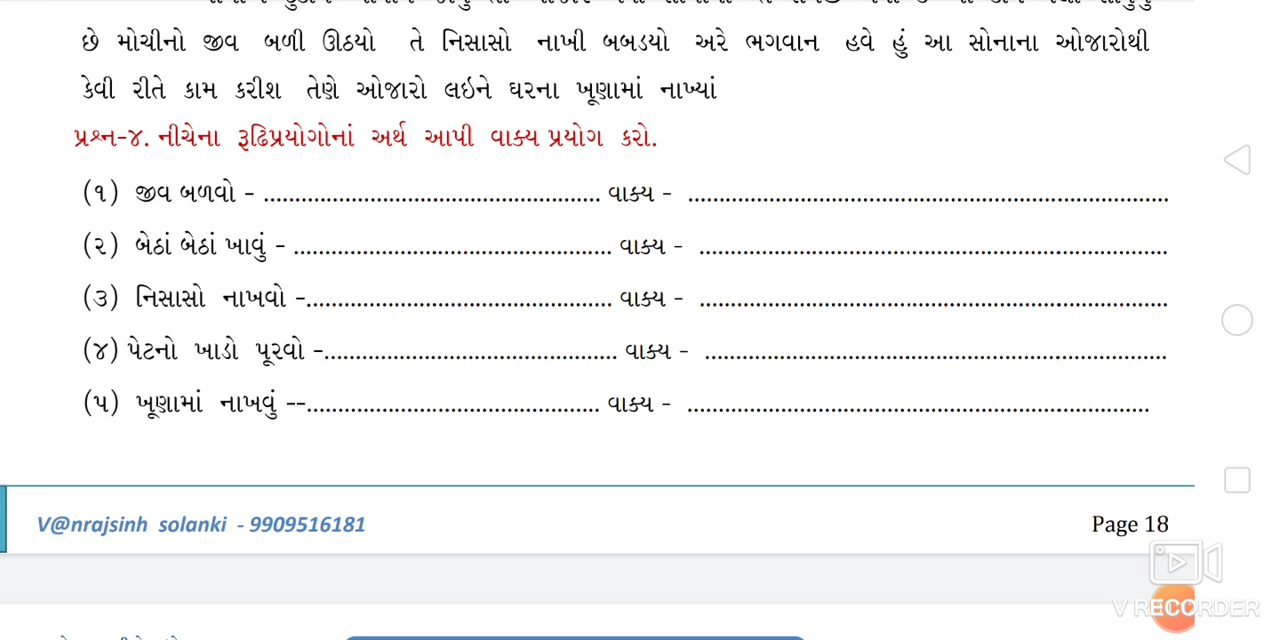 છે મોચીનો જીવ બળી ઊઠયો તે નિસાસો નાખી બબડયો અરે ભગવાન હવે હું આ સોનાના ઓજારોથી
કેવી રીતે કામ કરીશ તેણે ઓજારો લઇને ઘરના ખૂણામાં નાખ્યાં
પ્રશ્ન-૪. નીચેના રૂઢિપ્રયોગોનાં અર્થ આપી વાક્ય પ્રયોગ કરો.
(૧) જીવ બળવો - ...................................................... વાક્ય - .............................................................................
(૨) બેઠાં બેઠાં ખાવું - ................................................... વાક્ય - ...........................................................................
(૩) નિસાસો નાખવો -................................................. વાક્ય - ...........................................................................
(૪) પેટનો ખાડો પૂરવો -............................................... વાક્ય - ..........................................................................
(૫) ખૂણામાં નાખવું --............................................... વાક્ય - ..........................................................................
V@nrajsinh solanki - 9909516181
Page 18
V RECORDER